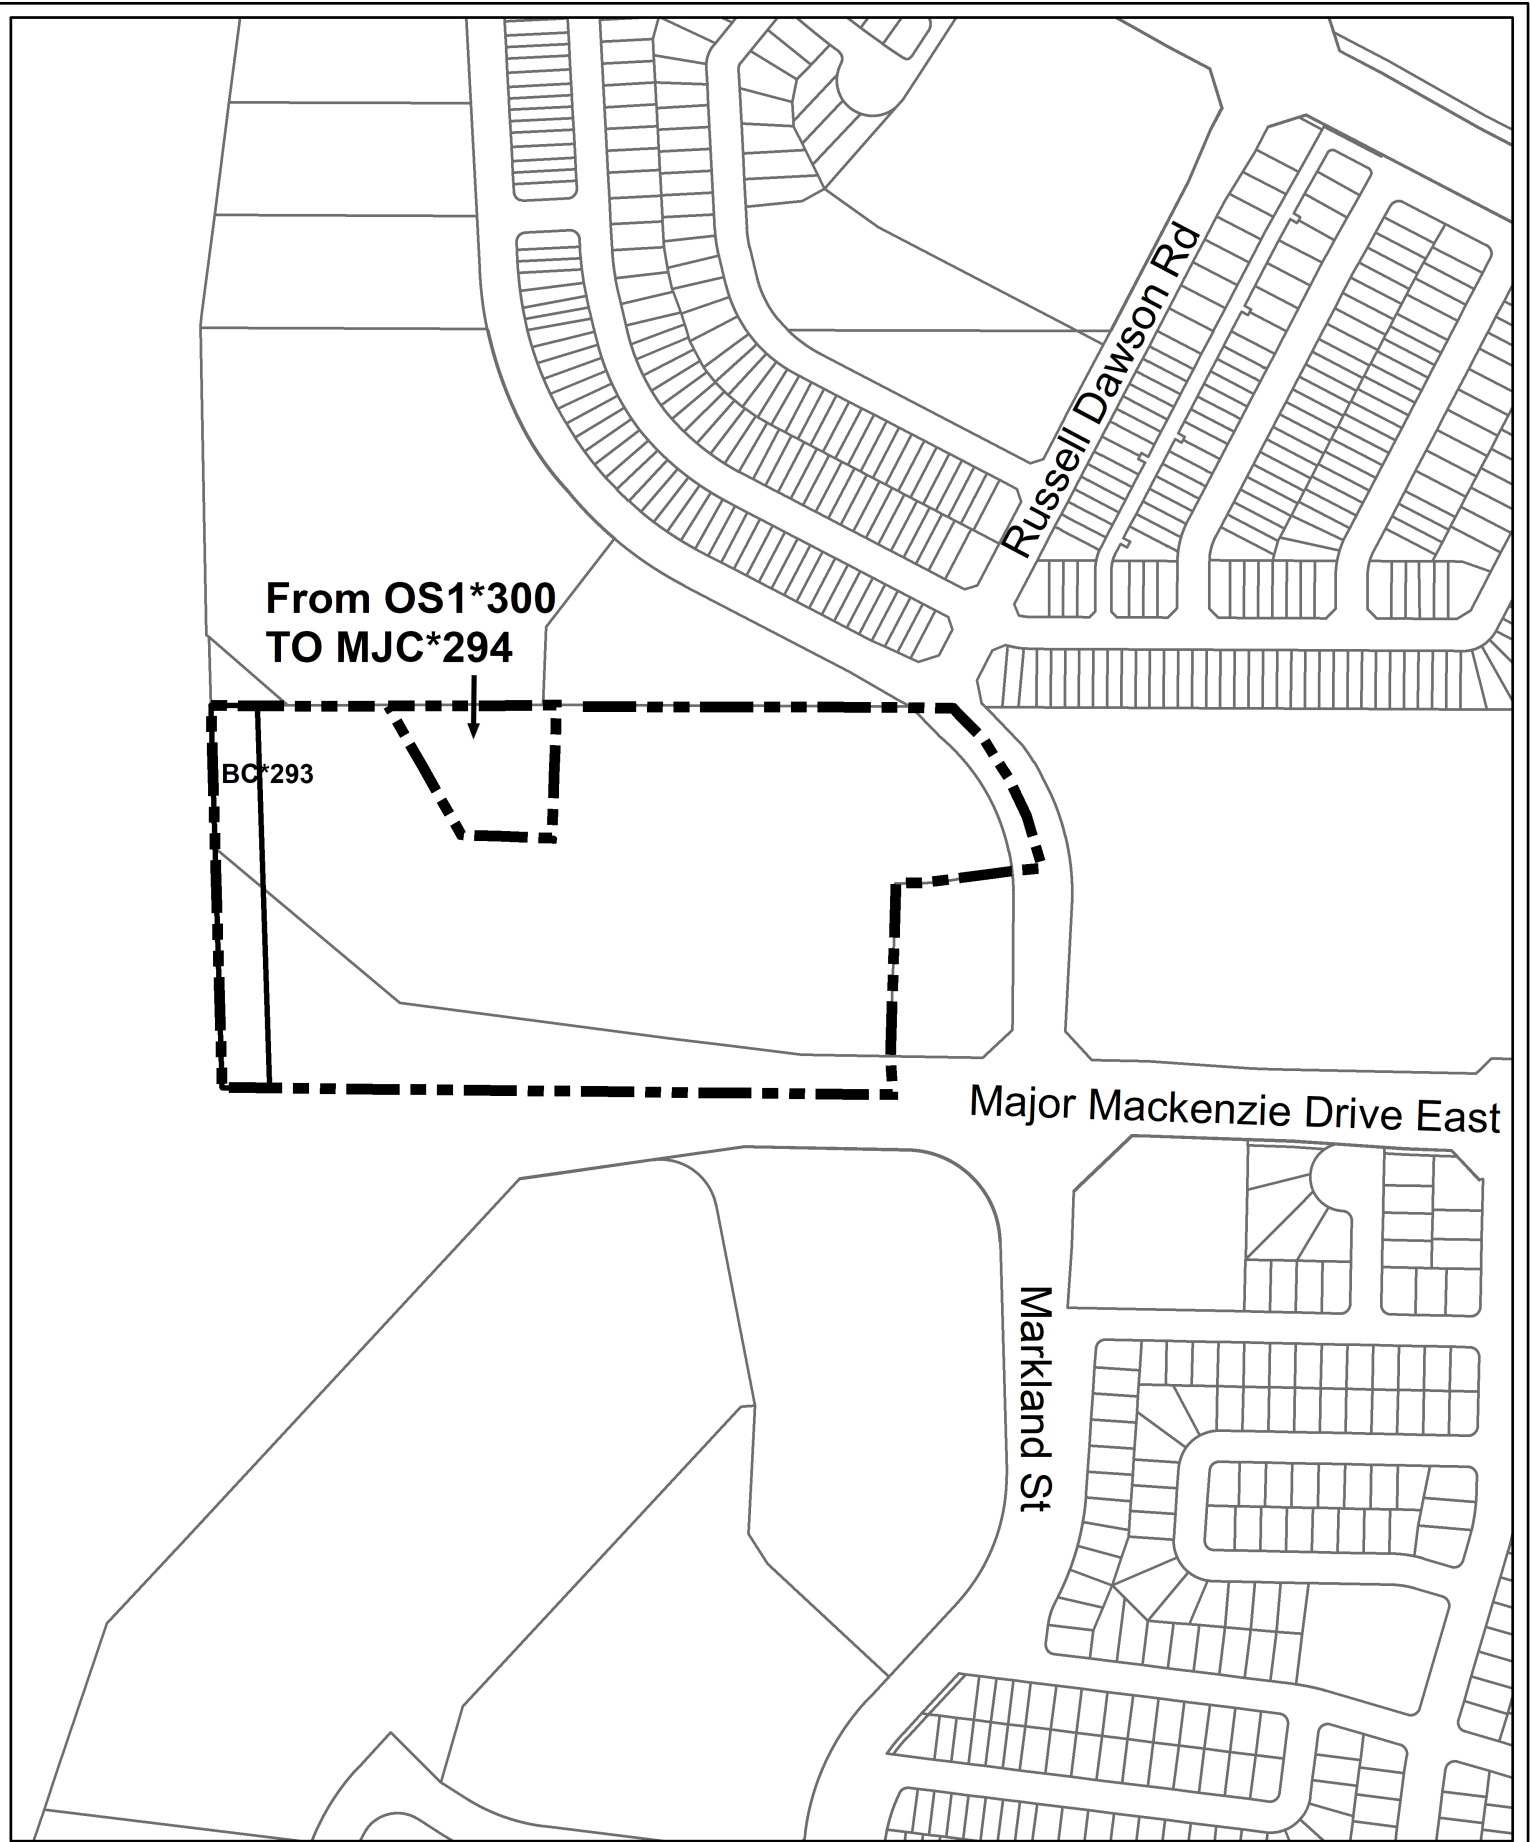 Russell Dawson Rd
From OS1*300
TO MJC*294
BC*293
Major Mackenzie Drive East
Markland St